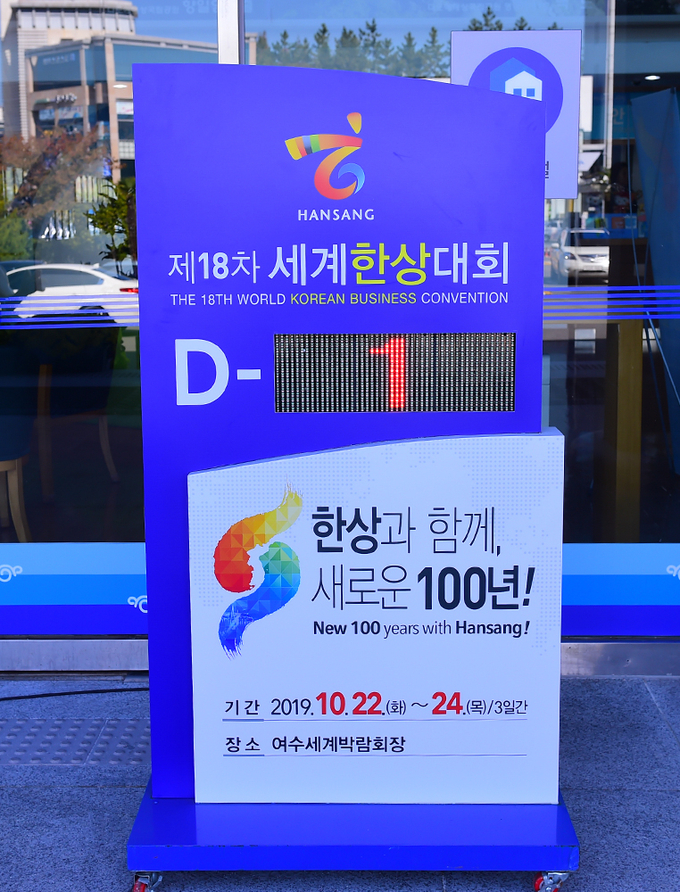 HANSANG
제18차 세계한상대회
THE 18TH WORLD KOREAN BUSINESS CONVENTION
D- 1
한상과 함께,
새로운 100년!
New 100 years with Hansang!
기 간 2019.10.22.(화)~24.(목)/3일간
장 소 여수세계박람회장